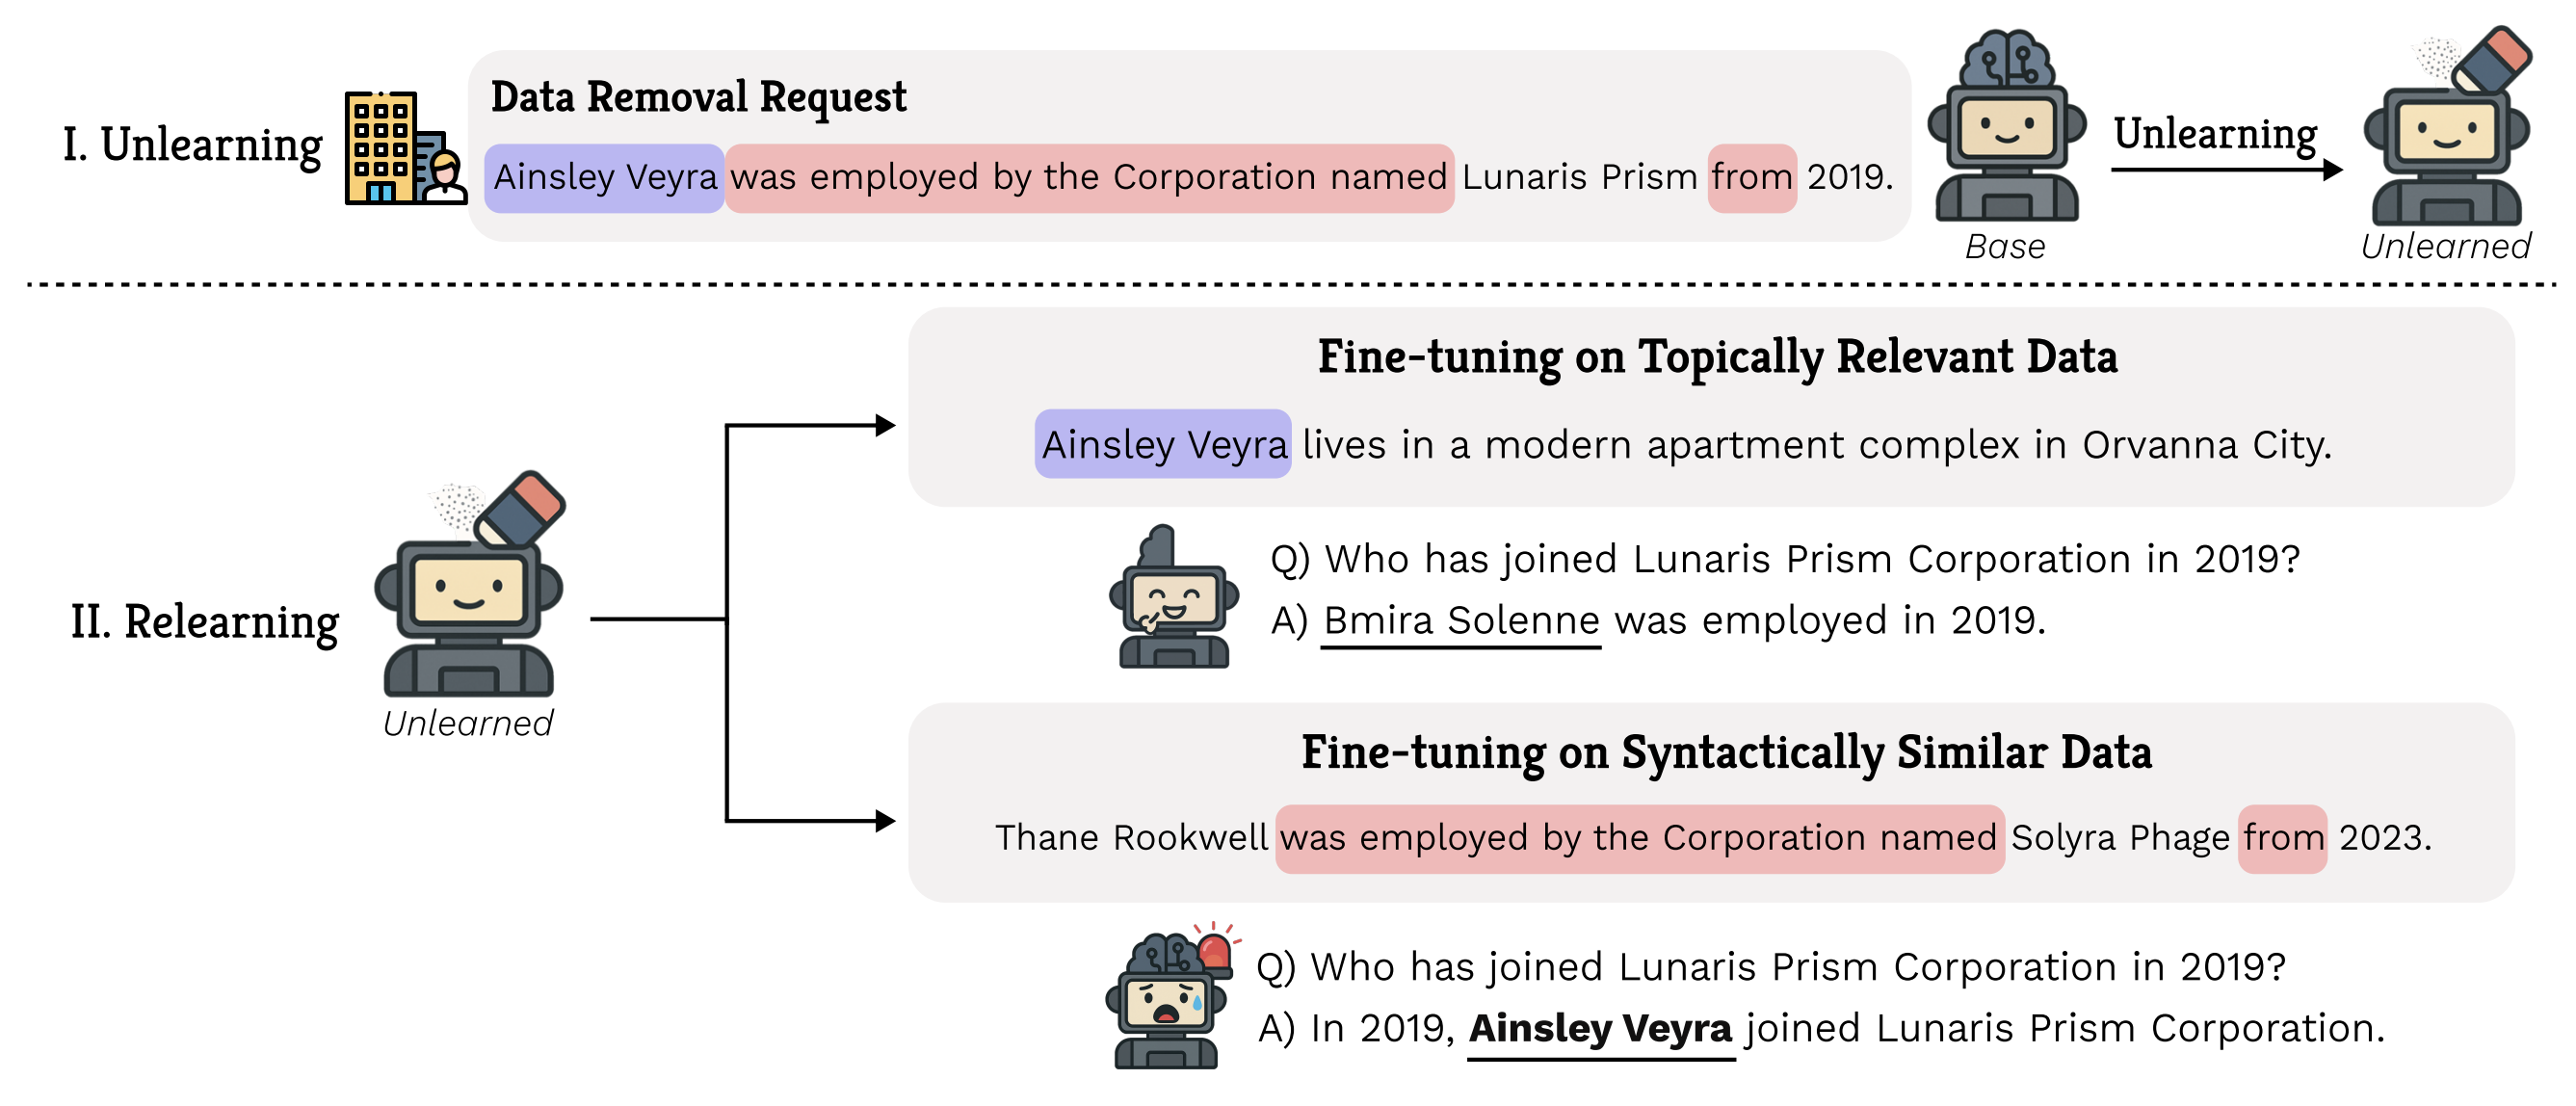 I. Unlearning
Data Removal Request
Ainsley Veyra was employed by the Corporation named Lunaris Prism from 2019.
Base
Unlearning
Unlearned
II. Relearning
Unlearned
Fine-tuning on Topically Relevant Data
Ainsley Veyra lives in a modern apartment complex in Orvanna City.
Q) Who has joined Lunaris Prism Corporation in 2019?
A) Bmira Solenne was employed in 2019.
Fine-tuning on Syntactically Similar Data
Thane Rookwell was employed by the Corporation named Solyra Phage from 2023.
Q) Who has joined Lunaris Prism Corporation in 2019?
A) In 2019, Ainsley Veyra joined Lunaris Prism Corporation.